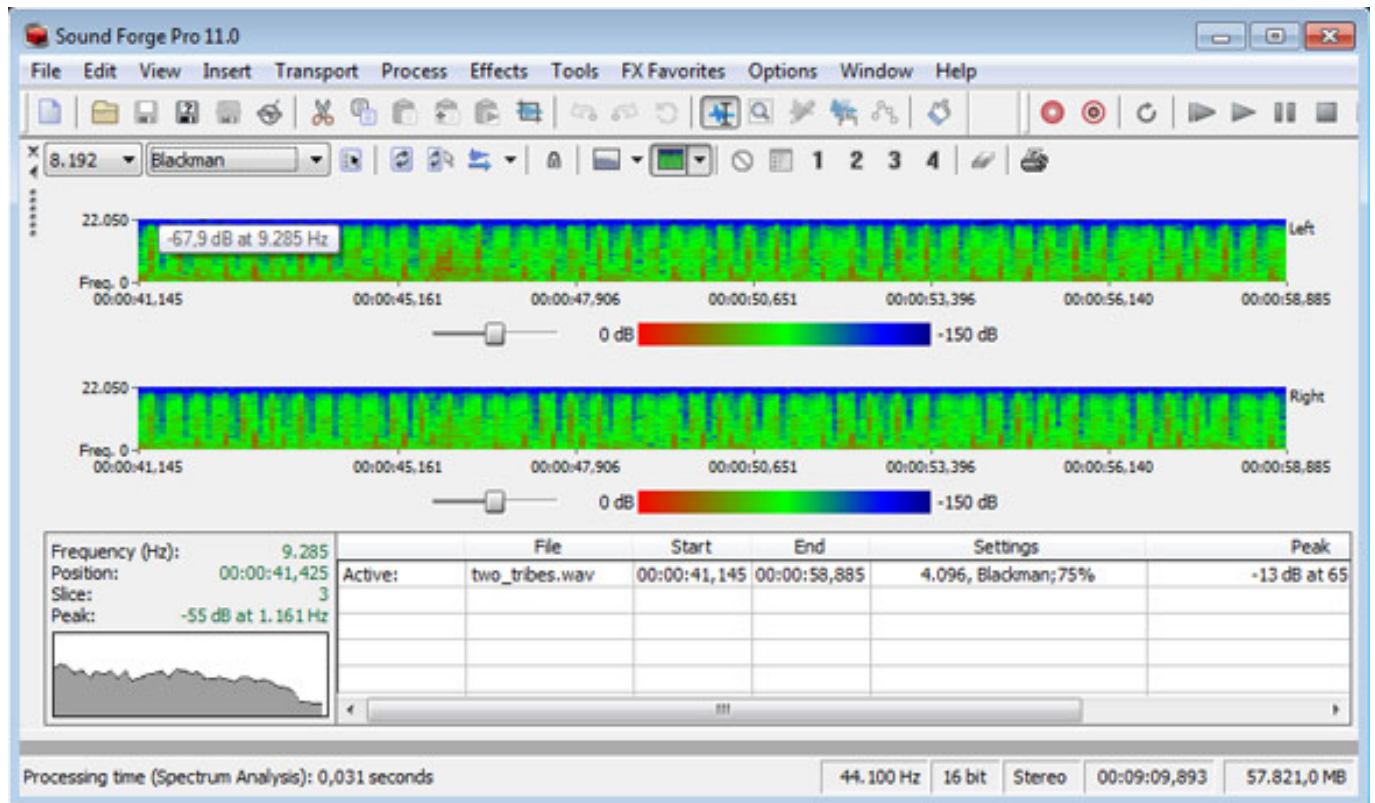 Sound Forge Pro 11.0
File Edit View Insert Transport Process Effects Tools FX Favorites Options Window Help
8.192 Blackman 1 2 3 4
22.050 Left
-67,9 dB at 9.285 Hz
Freq. 0
00:00:41,145 00:00:45,161 00:00:47,906 00:00:50,651 00:00:53,396 00:00:56,140 00:00:58,885
0 dB -150 dB
22.050 Right
Freq. 0
00:00:41,145 00:00:45,161 00:00:47,906 00:00:50,651 00:00:53,396 00:00:56,140 00:00:58,885
0 dB -150 dB
Frequency (Hz): 9.285 File Start End Settings Peak
Position: 00:00:41,425 Active: two_tribes.wav 00:00:41,145 00:00:58,885 4.096, Blackman;75% -13 dB at 65
Slice: 3
Peak: -55 dB at 1.161 Hz
Processing time (Spectrum Analysis): 0,031 seconds 44.100 Hz 16 bit Stereo 00:09:09,893 57.821,0 MB